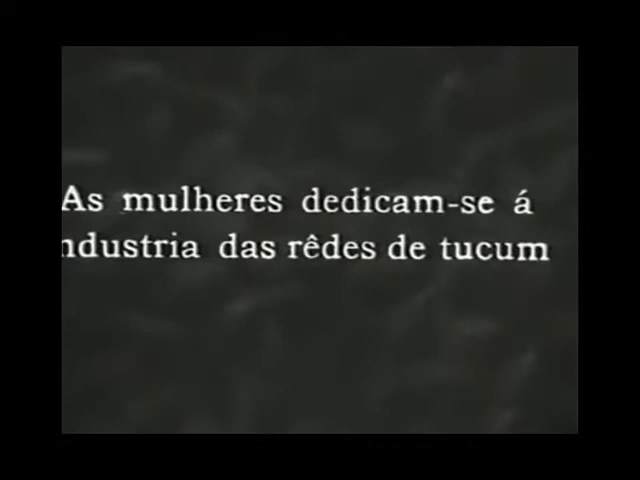 As mulheres dedicam-se á
ndustria das rêdes de tucum